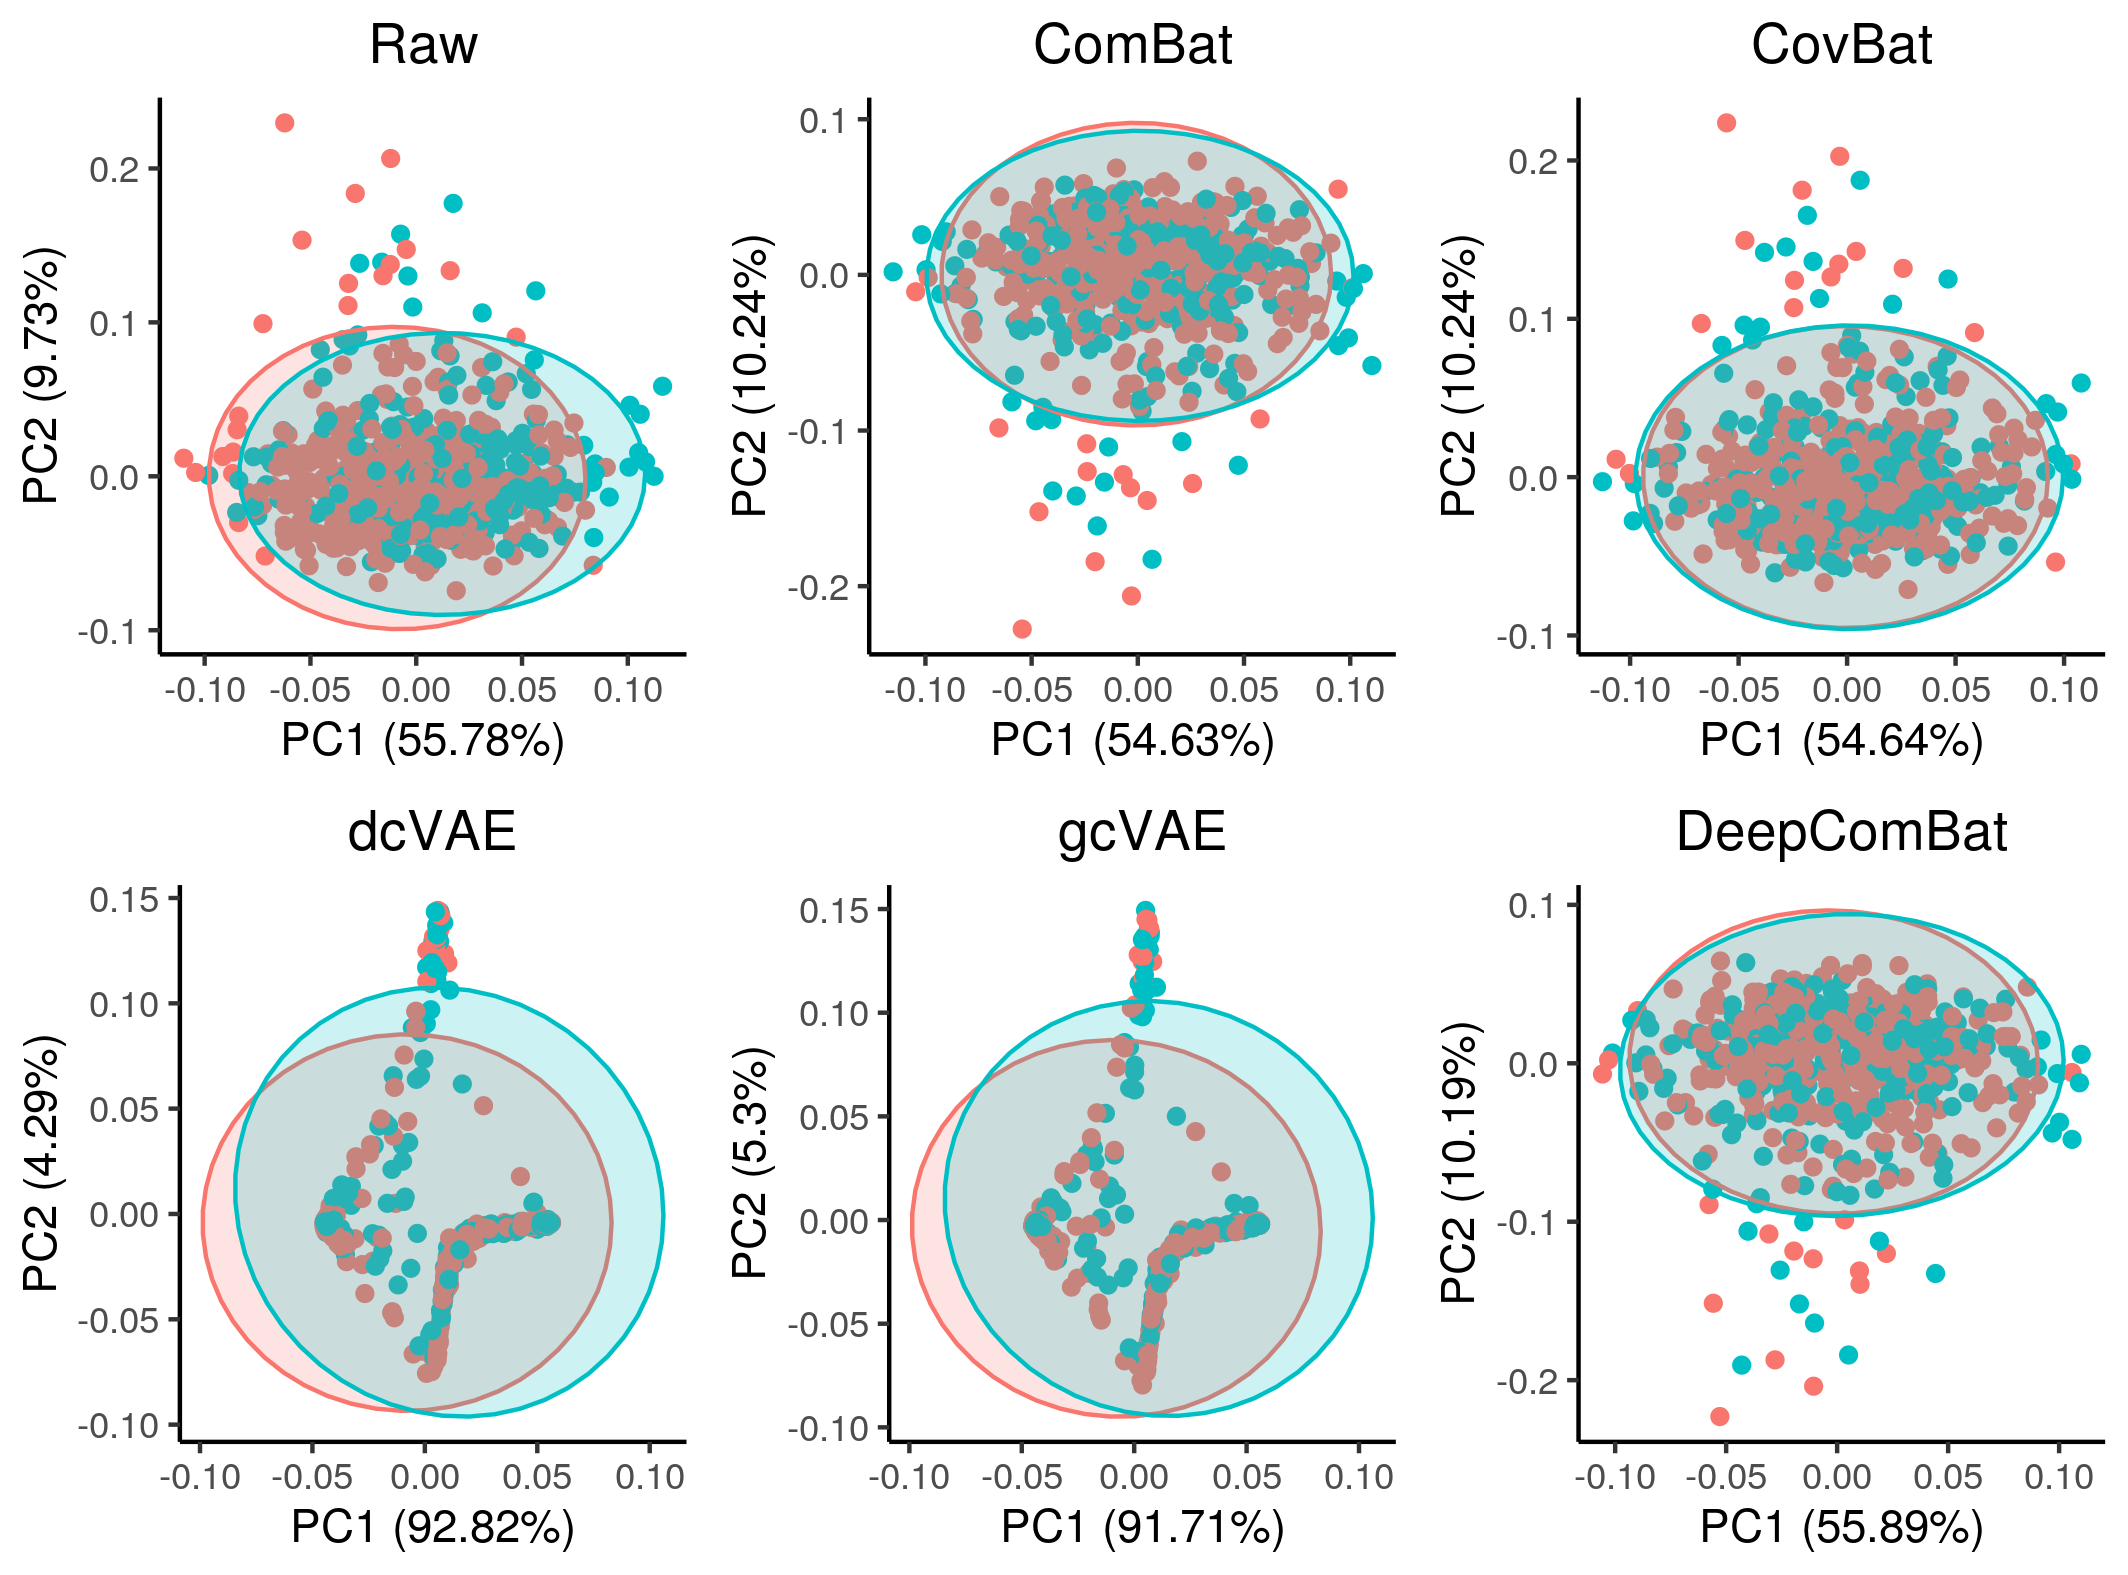 Raw
ComBat
CovBat
PC2 (9.73%)
0.2
0.1
0.0
-0.1
-0.10 -0.05 0.00 0.05 0.10
PC1 (55.78%)
PC2 (10.24%)
0.1
0.0
-0.1
-0.2
-0.10 -0.05 0.00 0.05 0.10
PC1 (54.63%)
PC2 (10.24%)
0.2
0.1
0.0
-0.1
-0.10 -0.05 0.00 0.05 0.10
PC1 (54.64%)
dcVAE
gcVAE
DeepComBat
PC2 (4.29%)
0.15
0.10
0.05
0.00
-0.05
-0.10
-0.10 -0.05 0.00 0.05 0.10
PC1 (92.82%)
PC2 (5.3%)
0.15
0.10
0.05
0.00
-0.05
-0.10
-0.10 -0.05 0.00 0.05 0.10
PC1 (91.71%)
PC2 (10.19%)
0.1
0.0
-0.1
-0.2
-0.10 -0.05 0.00 0.05 0.10
PC1 (55.89%)